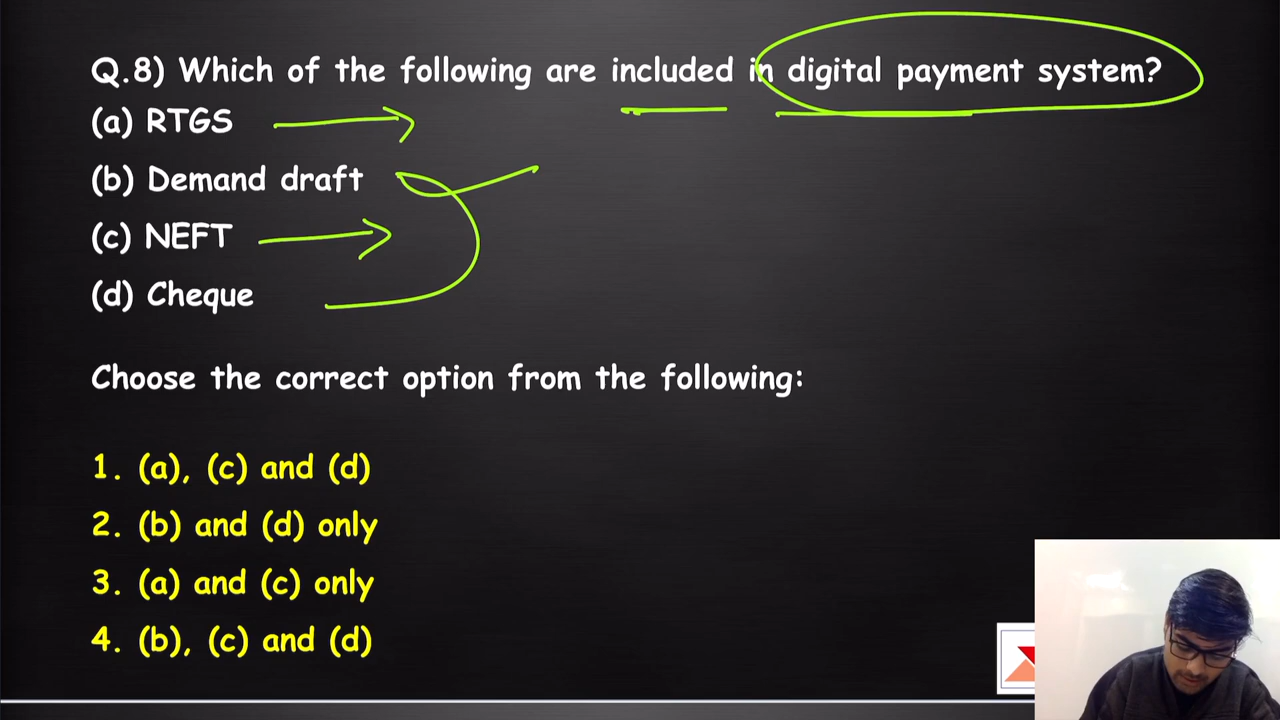 Q.8) Which of the following are included in digital payment system?
(a) RTGS
(b) Demand draft
(c) NEFT
(d) Cheque
Choose the correct option from the following:
1. (a), (c) and (d)
2. (b) and (d) only
3. (a) and (c) only
4. (b), (c) and (d)